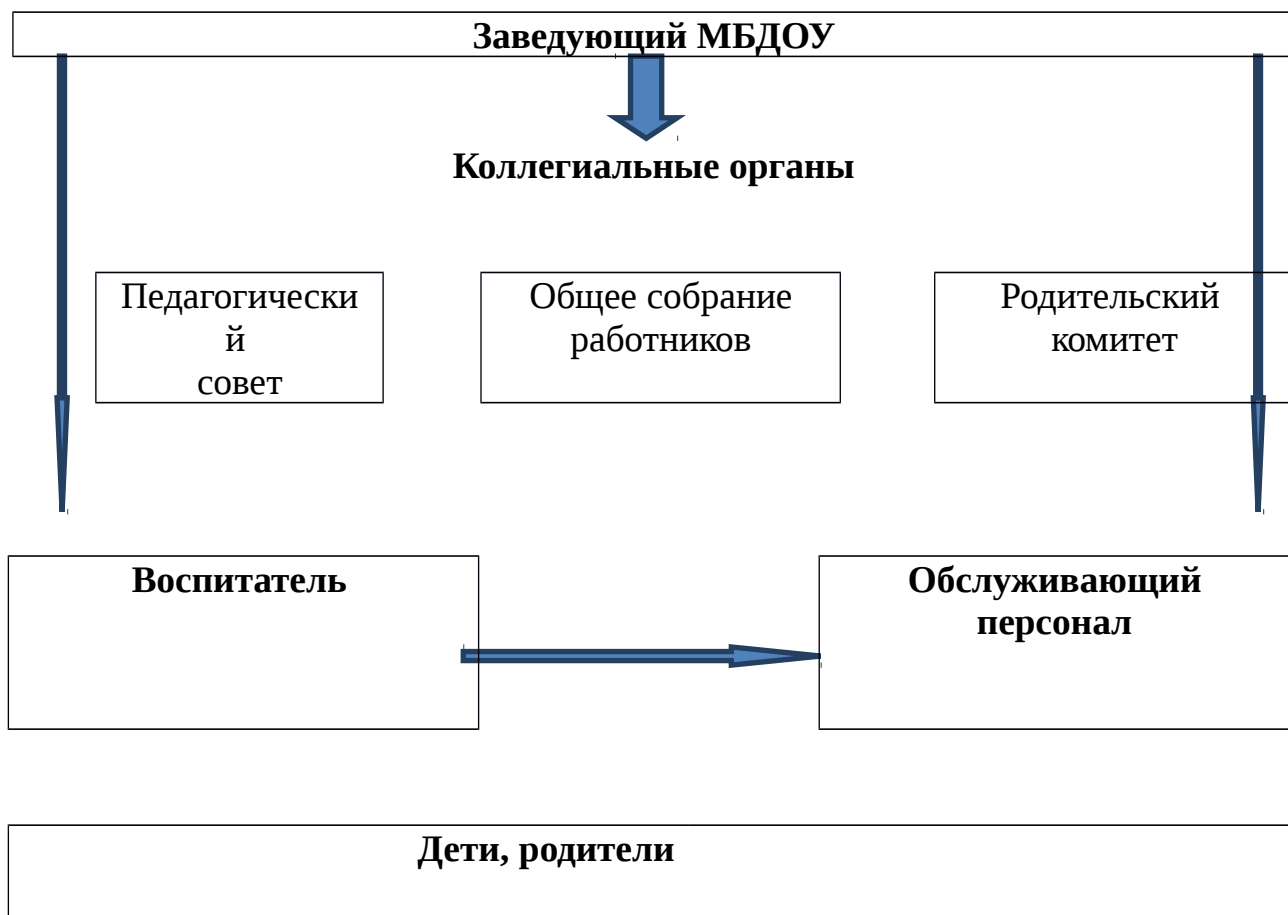 Заведующий МБДОУ
Коллегиальные органы
Педагогически
й
совет
Общее собрание
работников
Родительский
комитет
Воспитатель
Обслуживающий
персонал
Дети, родители